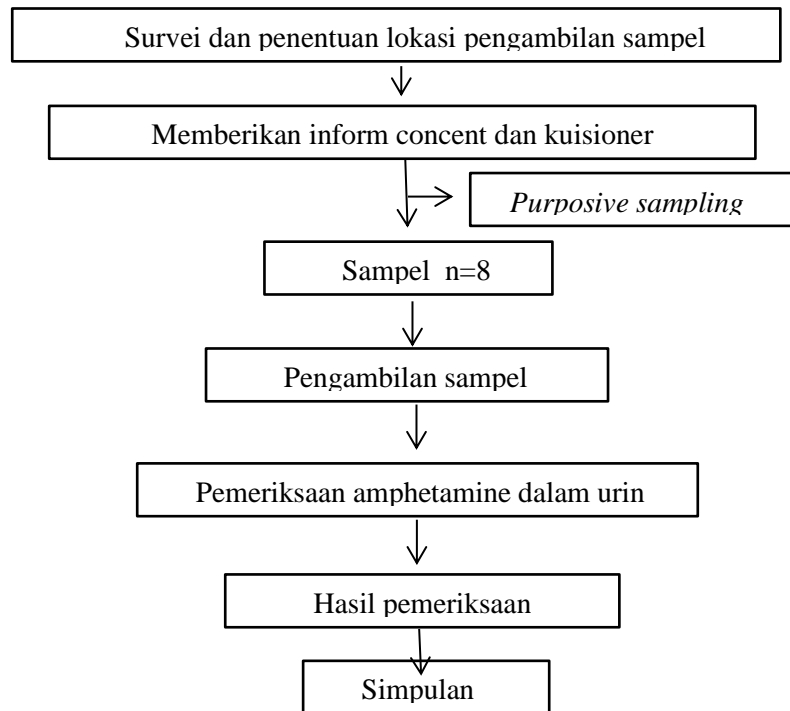 Survei dan penentuan lokasi pengambilan sampel
Memberikan inform concent dan kuisioner
Purposive sampling
Sampel n=8
Pengambilan sampel
Pemeriksaan amphetamine dalam urin
Hasil pemeriksaan
Simpulan